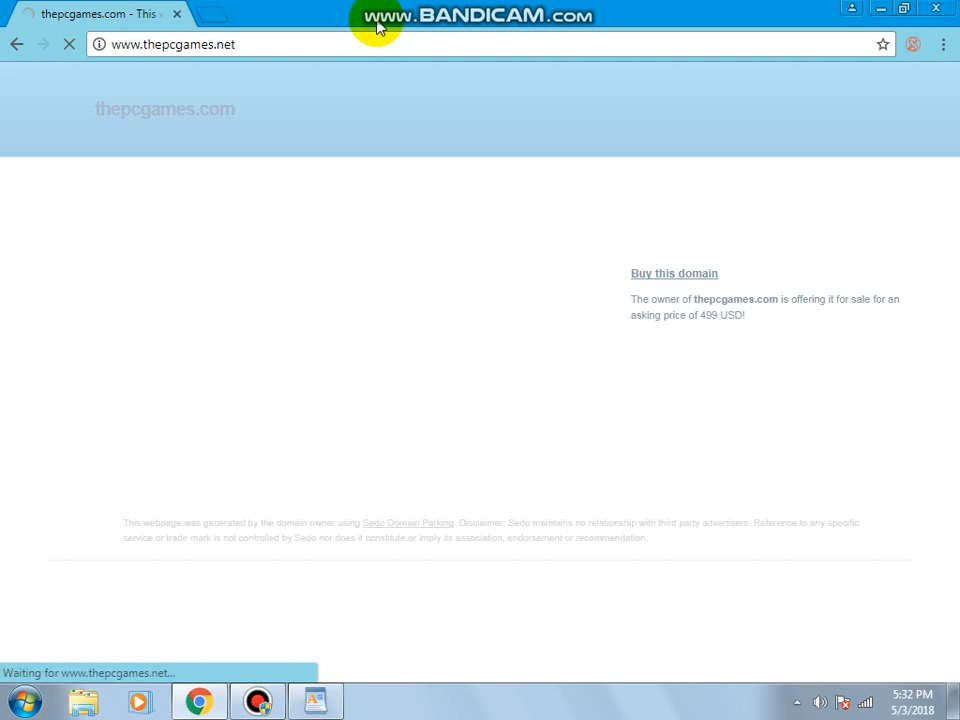 www.BANDICAM.com
thepcgames.com - This
www.thepcgames.net
thepcgames.com
Buy this domain
The owner of thepcgames.com is offering it for sale for an
asking price of 499 USD!
This webpage was generated by the domain owner using Sedo Domain Parking. Disclaimer: Sedo maintains no relationship with third party advertisers. Reference to any specific
service or trade mark is not controlled by Sedo nor does it constitute or imply its association, endorsement or recommendation.
Waiting for www.thepcgames.net...
5:32 PM
5/3/2018